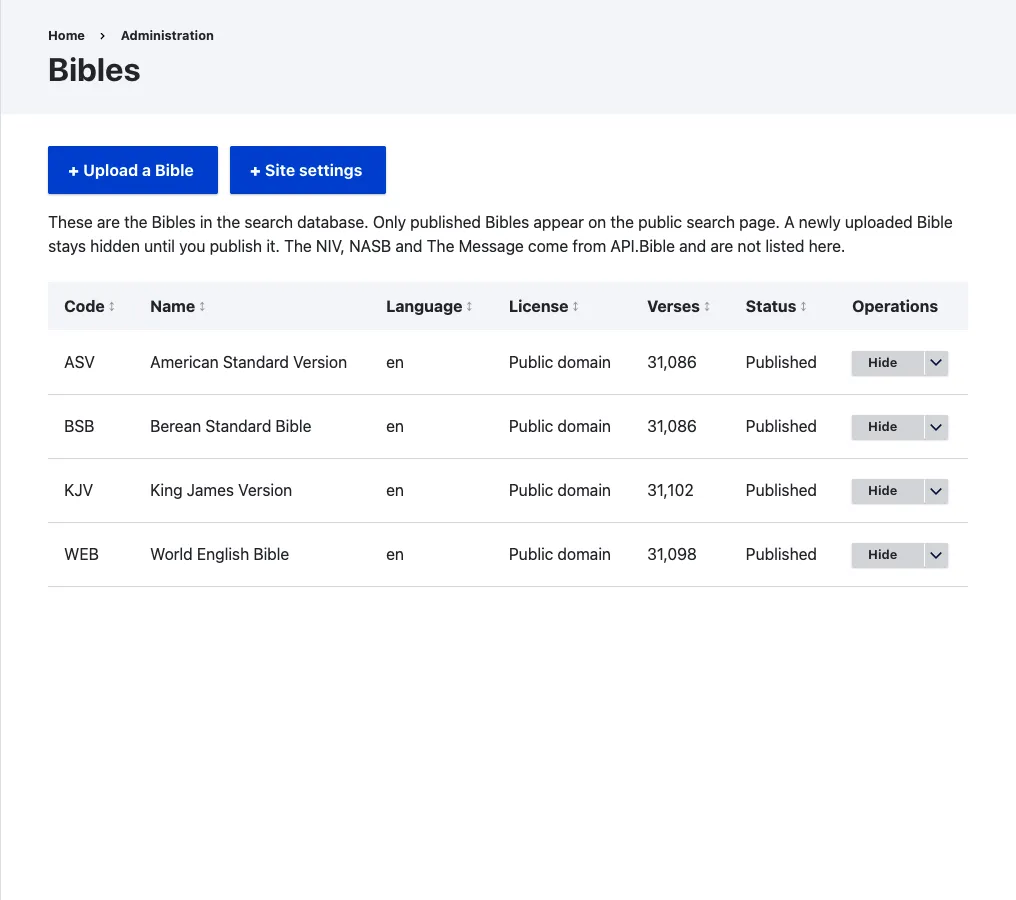 Home › Administration
Bibles
+ Upload a Bible + Site settings
These are the Bibles in the search database. Only published Bibles appear on the public search page. A newly uploaded Bible
stays hidden until you publish it. The NIV, NASB and The Message come from API.Bible and are not listed here.
Code Name Language License Verses Status Operations
ASV American Standard Version en Public domain 31,086 Published Hide
BSB Berean Standard Bible en Public domain 31,086 Published Hide
KJV King James Version en Public domain 31,102 Published Hide
WEB World English Bible en Public domain 31,098 Published Hide